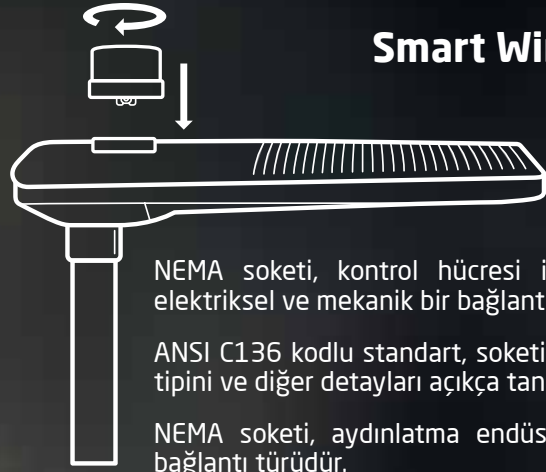 Smart Wi
NEMA soketi, kontrol hücresi
elektriksel ve mekanik bir bağlant
ANSI C136 kodlu standart, soketi
tipini ve diğer detayları açıkça tan
NEMA soketi, aydınlatma endüs
bağlantı türüdür.